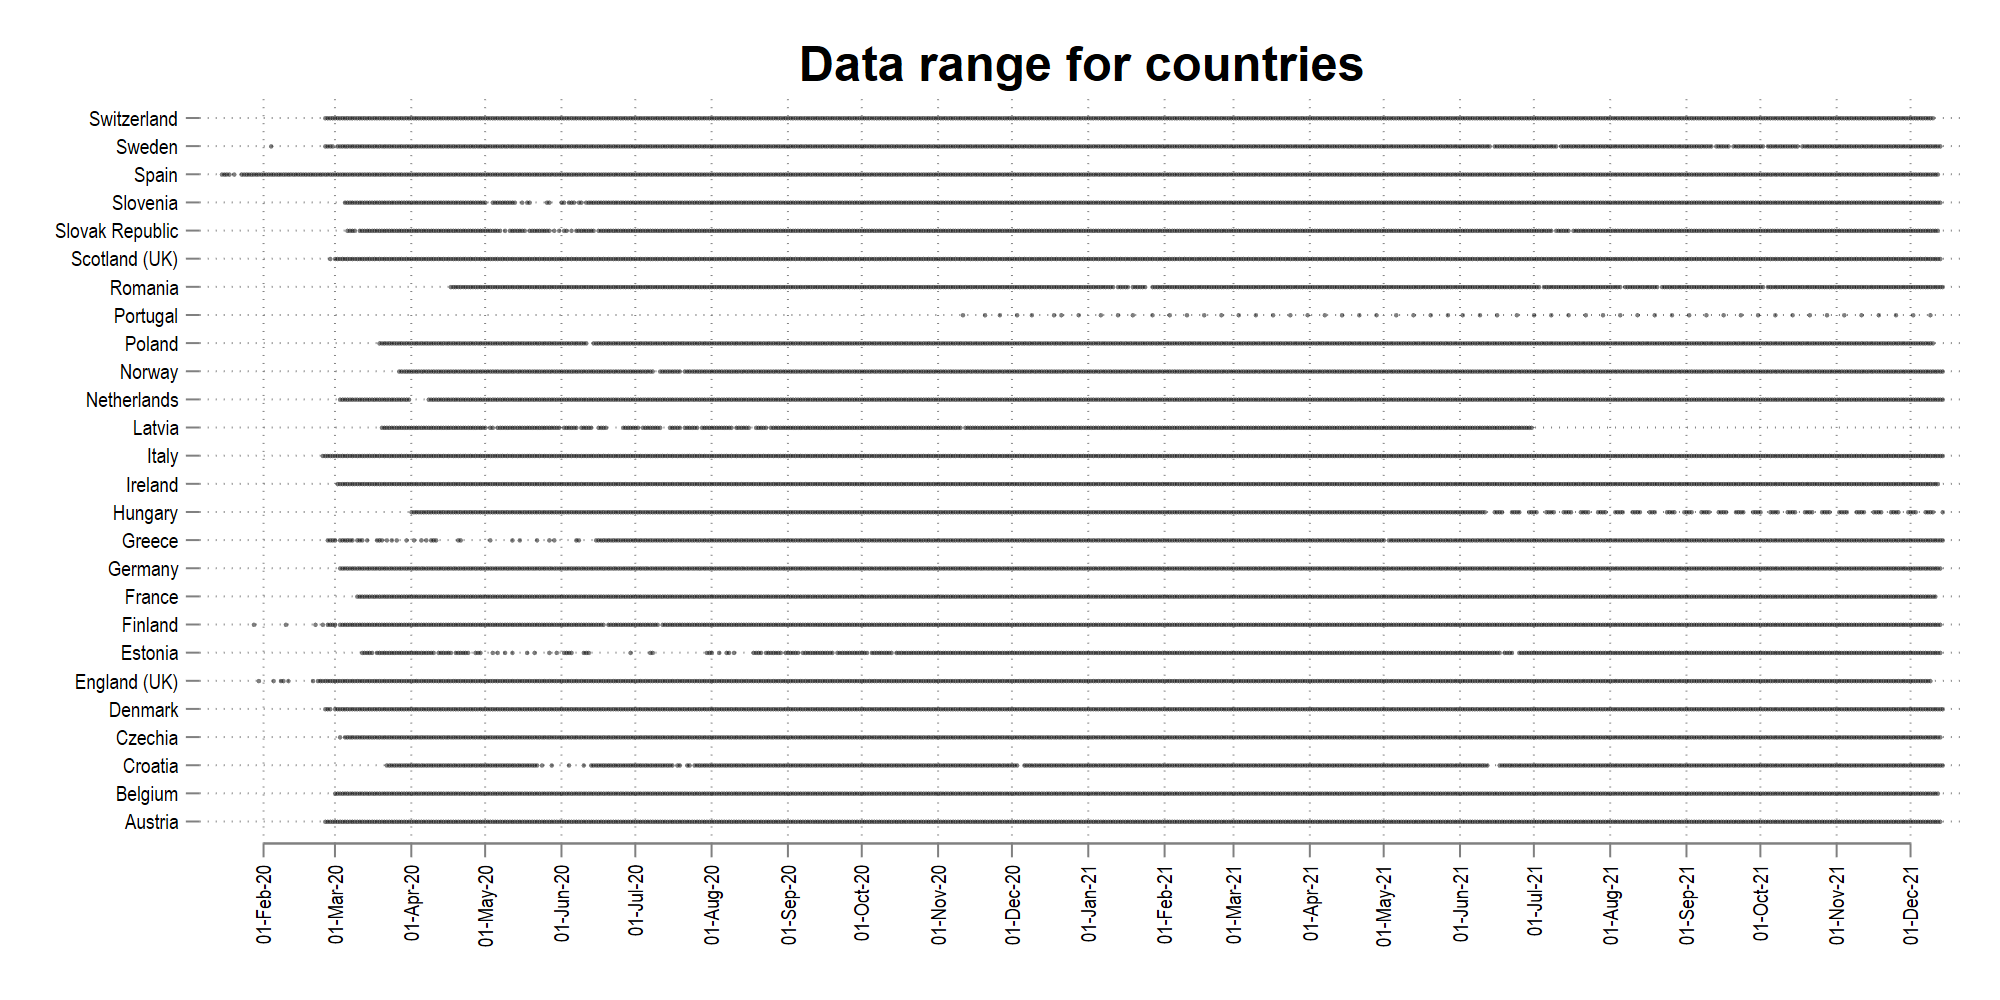 Data range for countries
Switzerland
Sweden
Spain
Slovenia
Slovak Republic
Scotland (UK)
Romania
Portugal
Poland
Norway
Netherlands
Latvia
Italy
Ireland
Hungary
Greece
Germany
France
Finland
Estonia
England (UK)
Denmark
Czechia
Croatia
Belgium
Austria
01-Feb-20
01-Mar-20
01-Apr-20
01-May-20
01-Jun-20
01-Jul-20
01-Aug-20
01-Sep-20
01-Oct-20
01-Nov-20
01-Dec-20
01-Jan-21
01-Feb-21
01-Mar-21
01-Apr-21
01-May-21
01-Jun-21
01-Jul-21
01-Aug-21
01-Sep-21
01-Oct-21
01-Nov-21
01-Dec-21